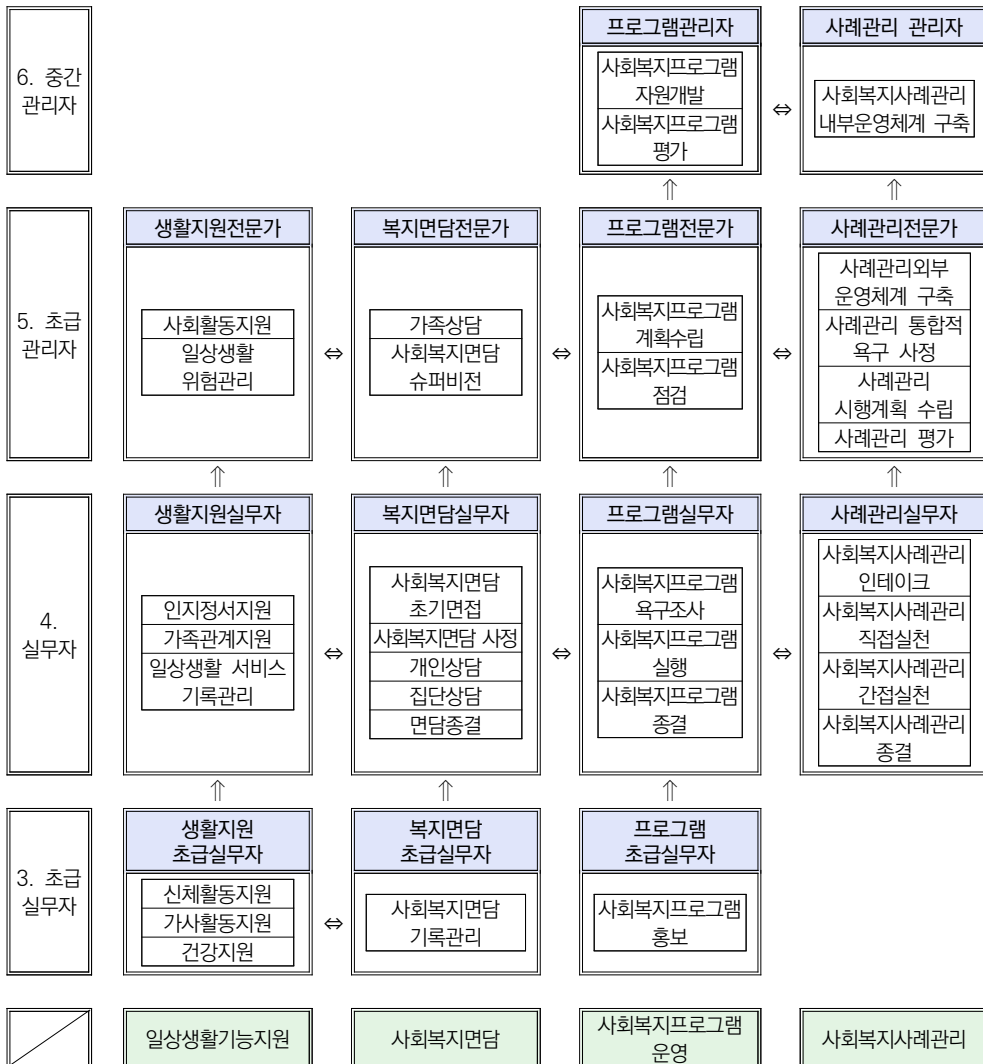 6. 중간
관리자
프로그램관리자
사회복지프로그램
자원개발
사회복지프로그램
평가
⇔
사례관리 관리자
사회복지사례관리
내부운영체계 구축
⇑
⇑
5. 초급
관리자
생활지원전문가
사회활동지원
일상생활
위험관리
⇔
복지면담전문가
가족상담
사회복지면담
슈퍼비전
⇔
프로그램전문가
사회복지프로그램
계획수립
사회복지프로그램
점검
⇔
사례관리전문가
사례관리외부
운영체계 구축
사례관리 통합적
욕구 사정
사례관리
시행계획 수립
사례관리 평가
⇑
⇑
⇑
⇑
4.
실무자
생활지원실무자
인지정서지원
가족관계지원
일상생활 서비스
기록관리
⇔
복지면담실무자
사회복지면담
초기면접
사회복지면담 사정
개인상담
집단상담
면담종결
⇔
프로그램실무자
사회복지프로그램
욕구조사
사회복지프로그램
실행
사회복지프로그램
종결
⇔
사례관리실무자
사회복지사례관리
인테이크
사회복지사례관리
직접실천
사회복지사례관리
간접실천
사회복지사례관리
종결
⇑
⇑
⇑
3. 초급
실무자
생활지원
초급실무자
신체활동지원
가사활동지원
건강지원
⇔
복지면담
초급실무자
사회복지면담
기록관리
프로그램
초급실무자
사회복지프로그램
홍보
일상생활기능지원
사회복지면담
사회복지프로그램
운영
사회복지사례관리